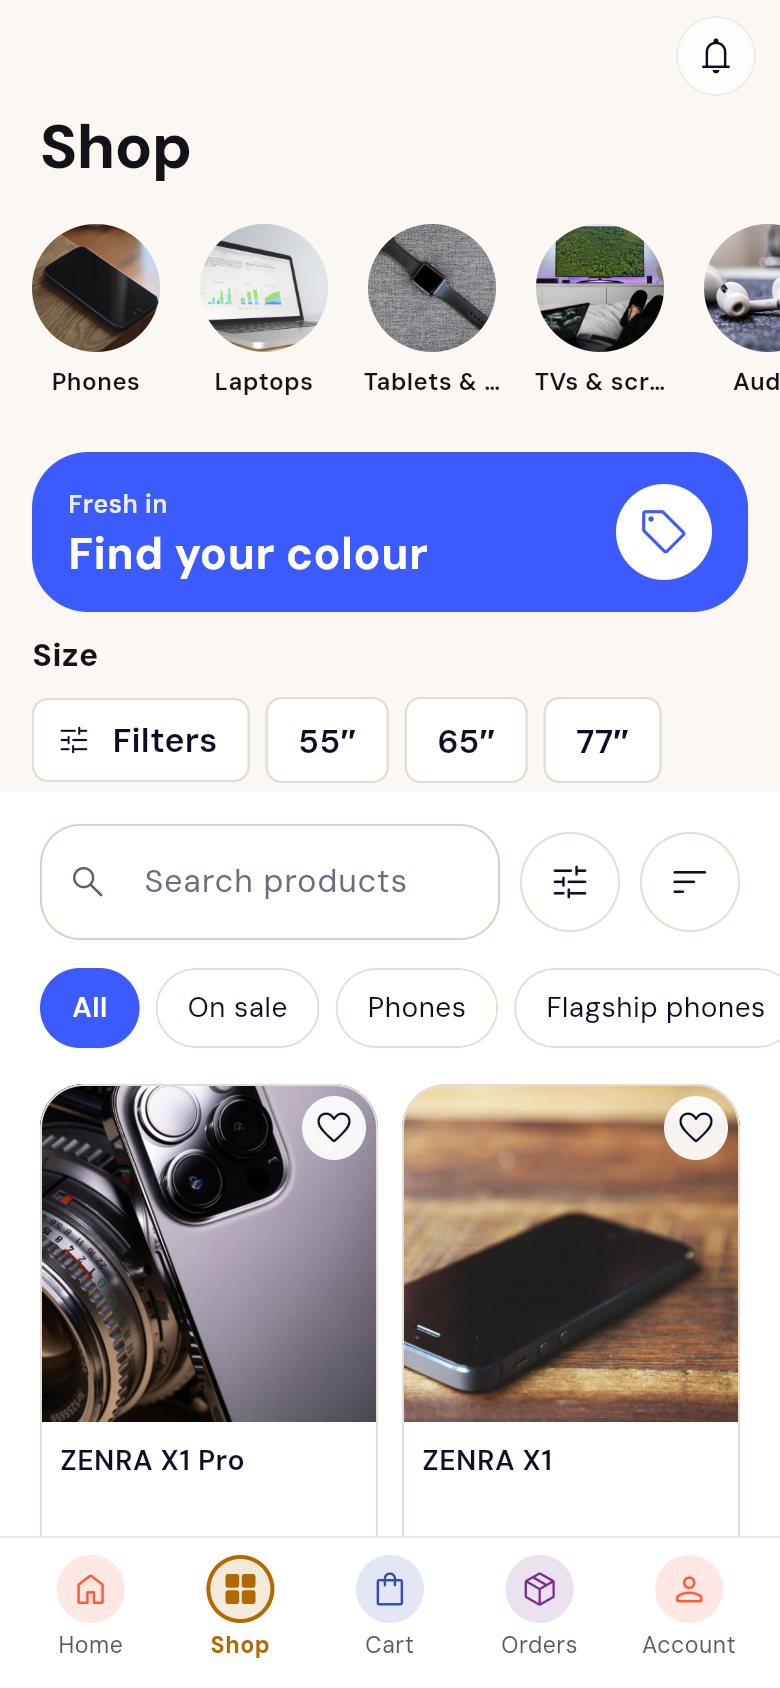 Shop
Phones
Laptops
Tablets & ...
TVs & scr...
Aud
Fresh in
Find your colour
Size
Filters
55″
65″
77″
Search products
All
On sale
Phones
Flagship phones
ZENRA X1 Pro
ZENRA X1
Home
Shop
Cart
Orders
Account